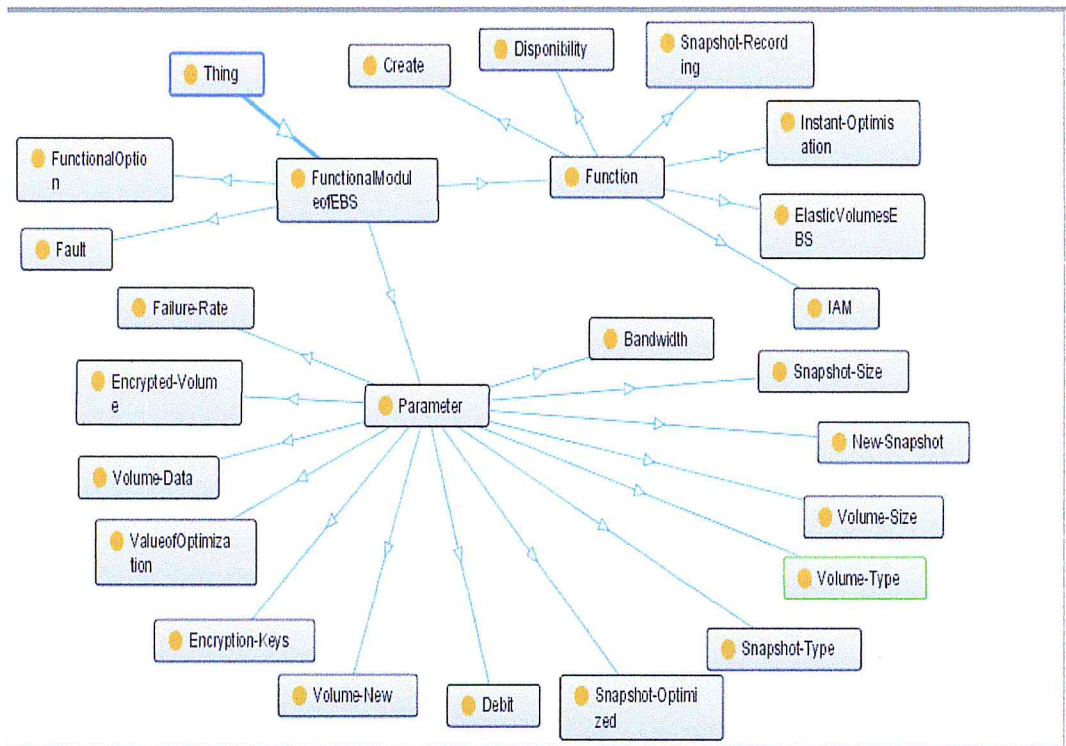 Thing
Create
Disponibility
Snapshot-Record
ing
Instant-Optimis
ation
FunctionalOptio
n
FunctionalModul
eofEBS
Function
ElasticVolumesE
BS
Fault
IAM
Failure-Rate
Bandwidth
Snapshot-Size
Encrypted-Volum
e
Parameter
New-Snapshot
Volume-Data
Volume-Size
ValueofOptimiza
tion
Volume-Type
Encryption-Keys
Snapshot-Type
Volume-New
Debit
Snapshot-Optimi
zed